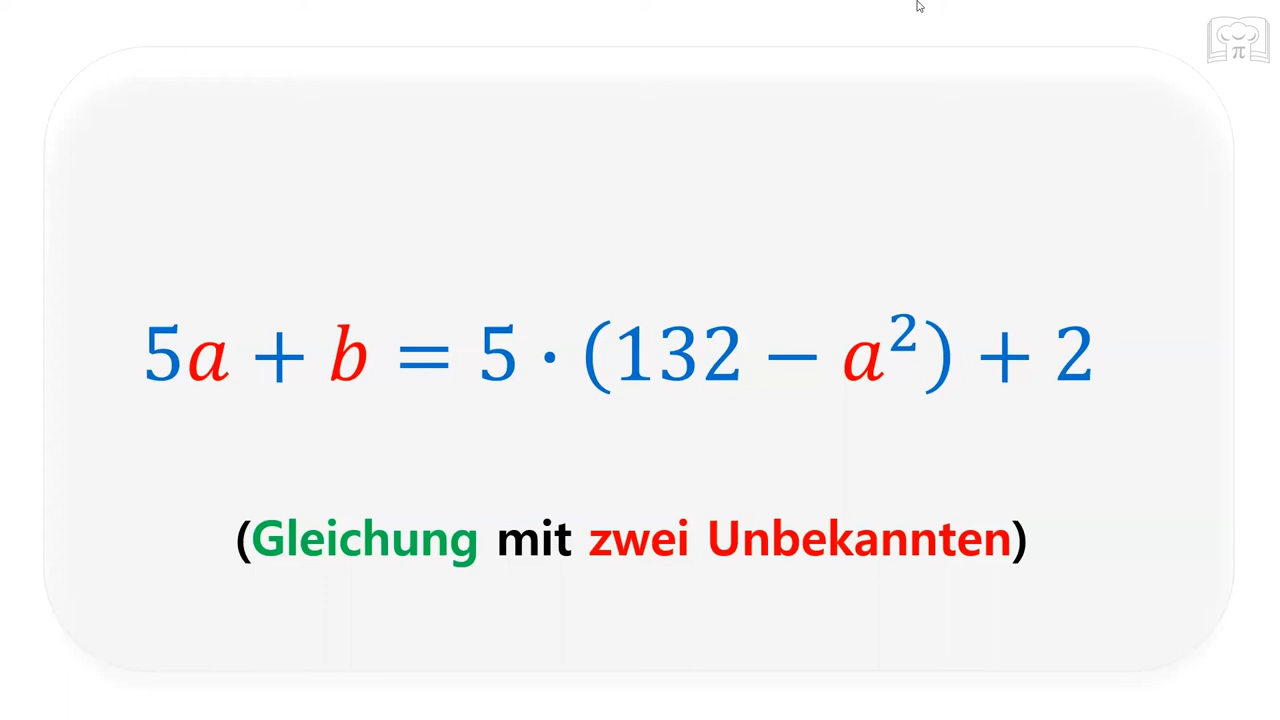 5a + b = 5 · (132 − a²) + 2
(Gleichung mit zwei Unbekannten)
π